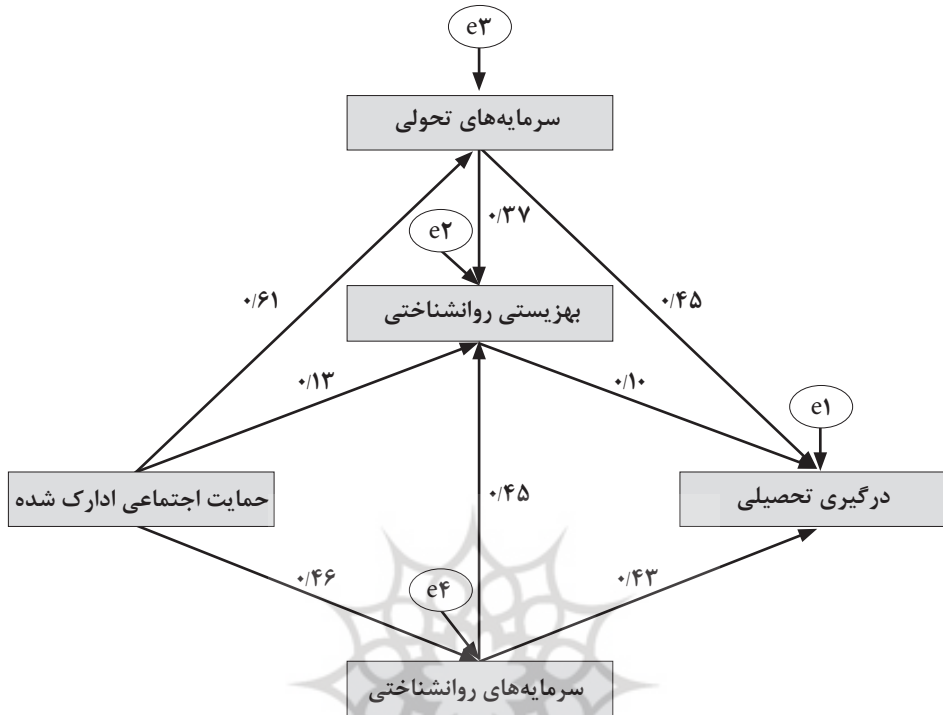 e۳
سرمایه‌های تحولی
۰/۳۷
e۲
۰/۶۱
۰/۴۵
بهزیستی روانشناختی
۰/۱۳
۰/۱۰
e۱
حمایت اجتماعی ادارک شده
۰/۴۵
درگیری تحصیلی
۰/۴۶
e۴
۰/۴۳
سرمایه‌های روانشناختی